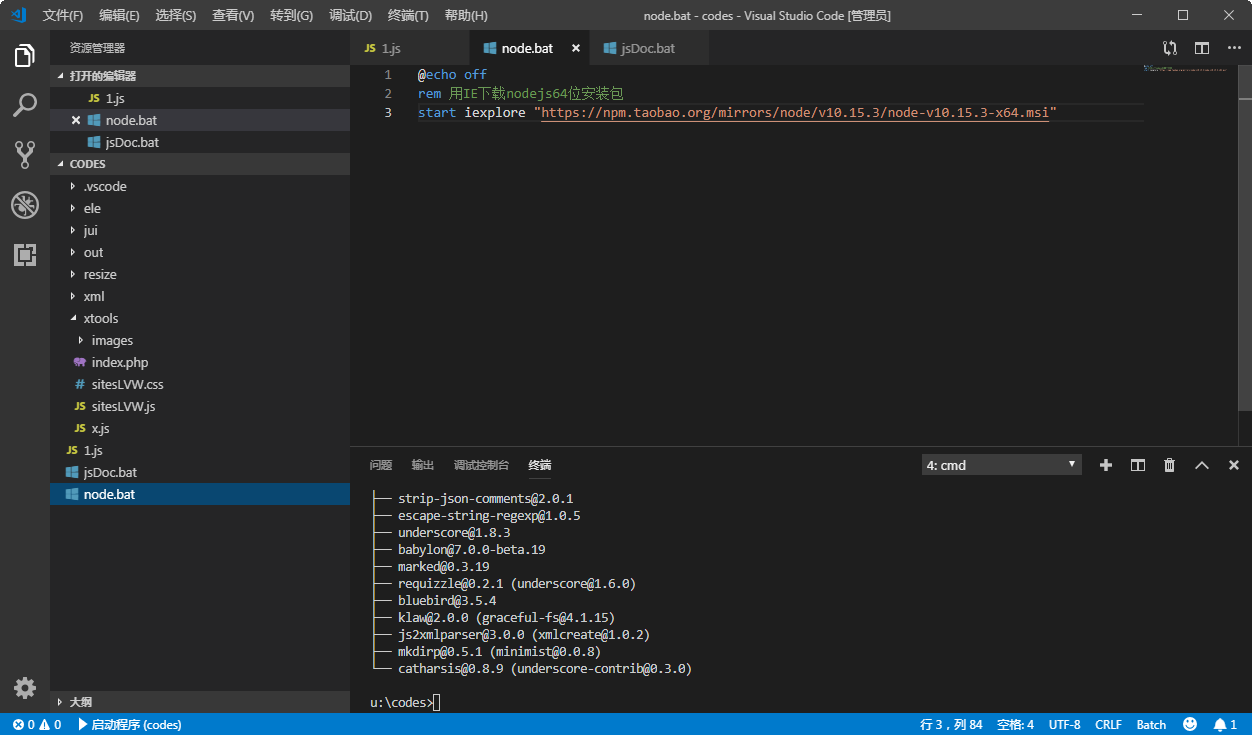 文件(F) 编辑(E) 选择(S) 查看(V) 转到(G) 调试(D) 终端(T) 帮助(H) node.bat - codes - Visual Studio Code [管理员]
资源管理器
打开的编辑器
JS 1.js
node.bat
jsDoc.bat
CODES
.vscode
ele
jui
out
resize
xml
xtools
images
index.php
# sitesLVW.css
JS sitesLVW.js
JS x.js
JS 1.js
jsDoc.bat
node.bat
大纲
JS 1.js node.bat jsDoc.bat
1 @echo off
2 rem 用IE下载nodejs64位安装包
3 start iexplore "https://npm.taobao.org/mirrors/node/v10.15.3/node-v10.15.3-x64.msi"
问题 输出 调试控制台 终端 4: cmd
├── strip-json-comments@2.0.1
├── escape-string-regexp@1.0.5
├── underscore@1.8.3
├── babylon@7.0.0-beta.19
├── marked@0.3.19
├── requizzle@0.2.1 (underscore@1.6.0)
├── bluebird@3.5.4
├── klaw@2.0.0 (graceful-fs@4.1.15)
├── js2xmlparser@3.0.0 (xmlcreate@1.0.2)
├── mkdirp@0.5.1 (minimist@0.0.8)
└── catharsis@0.8.9 (underscore-contrib@0.3.0)
u:\codes>
0 0 启动程序 (codes) 行 3，列 84 空格: 4 UTF-8 CRLF Batch 1